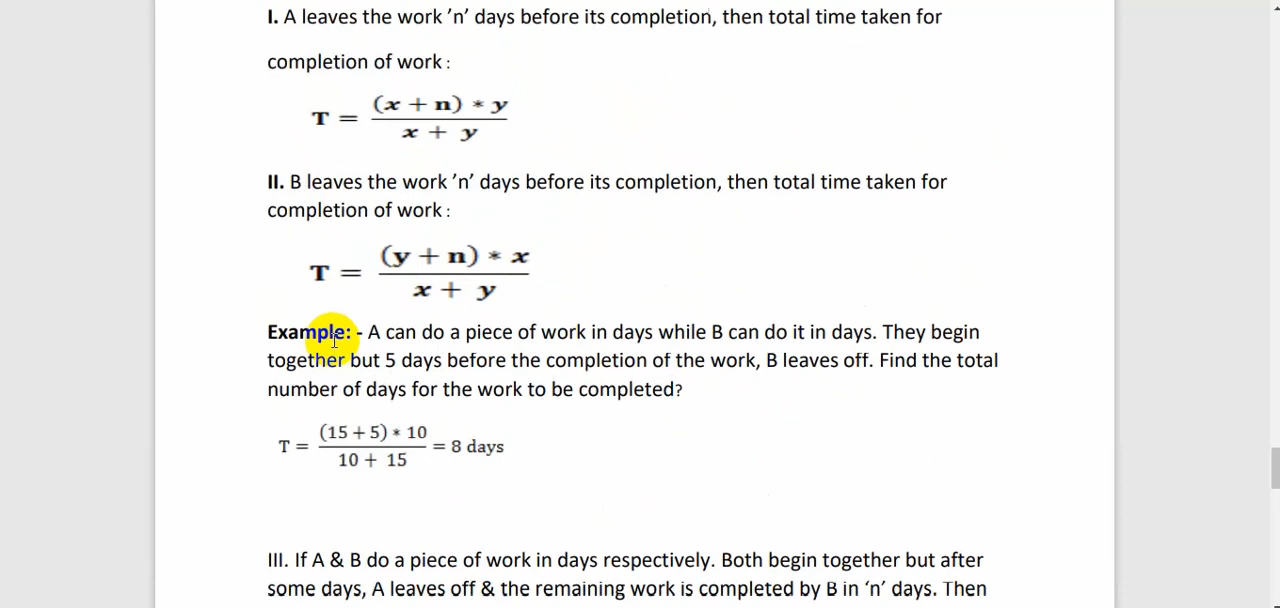 I. A leaves the work ’n’ days before its completion, then total time taken for
completion of work :
T = (x + n) * y / x + y
II. B leaves the work ’n’ days before its completion, then total time taken for
completion of work :
T = (y + n) * x / x + y
Example: - A can do a piece of work in days while B can do it in days. They begin
together but 5 days before the completion of the work, B leaves off. Find the total
number of days for the work to be completed?
T = (15 + 5) * 10 / 10 + 15 = 8 days
III. If A & B do a piece of work in days respectively. Both begin together but after
some days, A leaves off & the remaining work is completed by B in ‘n’ days. Then